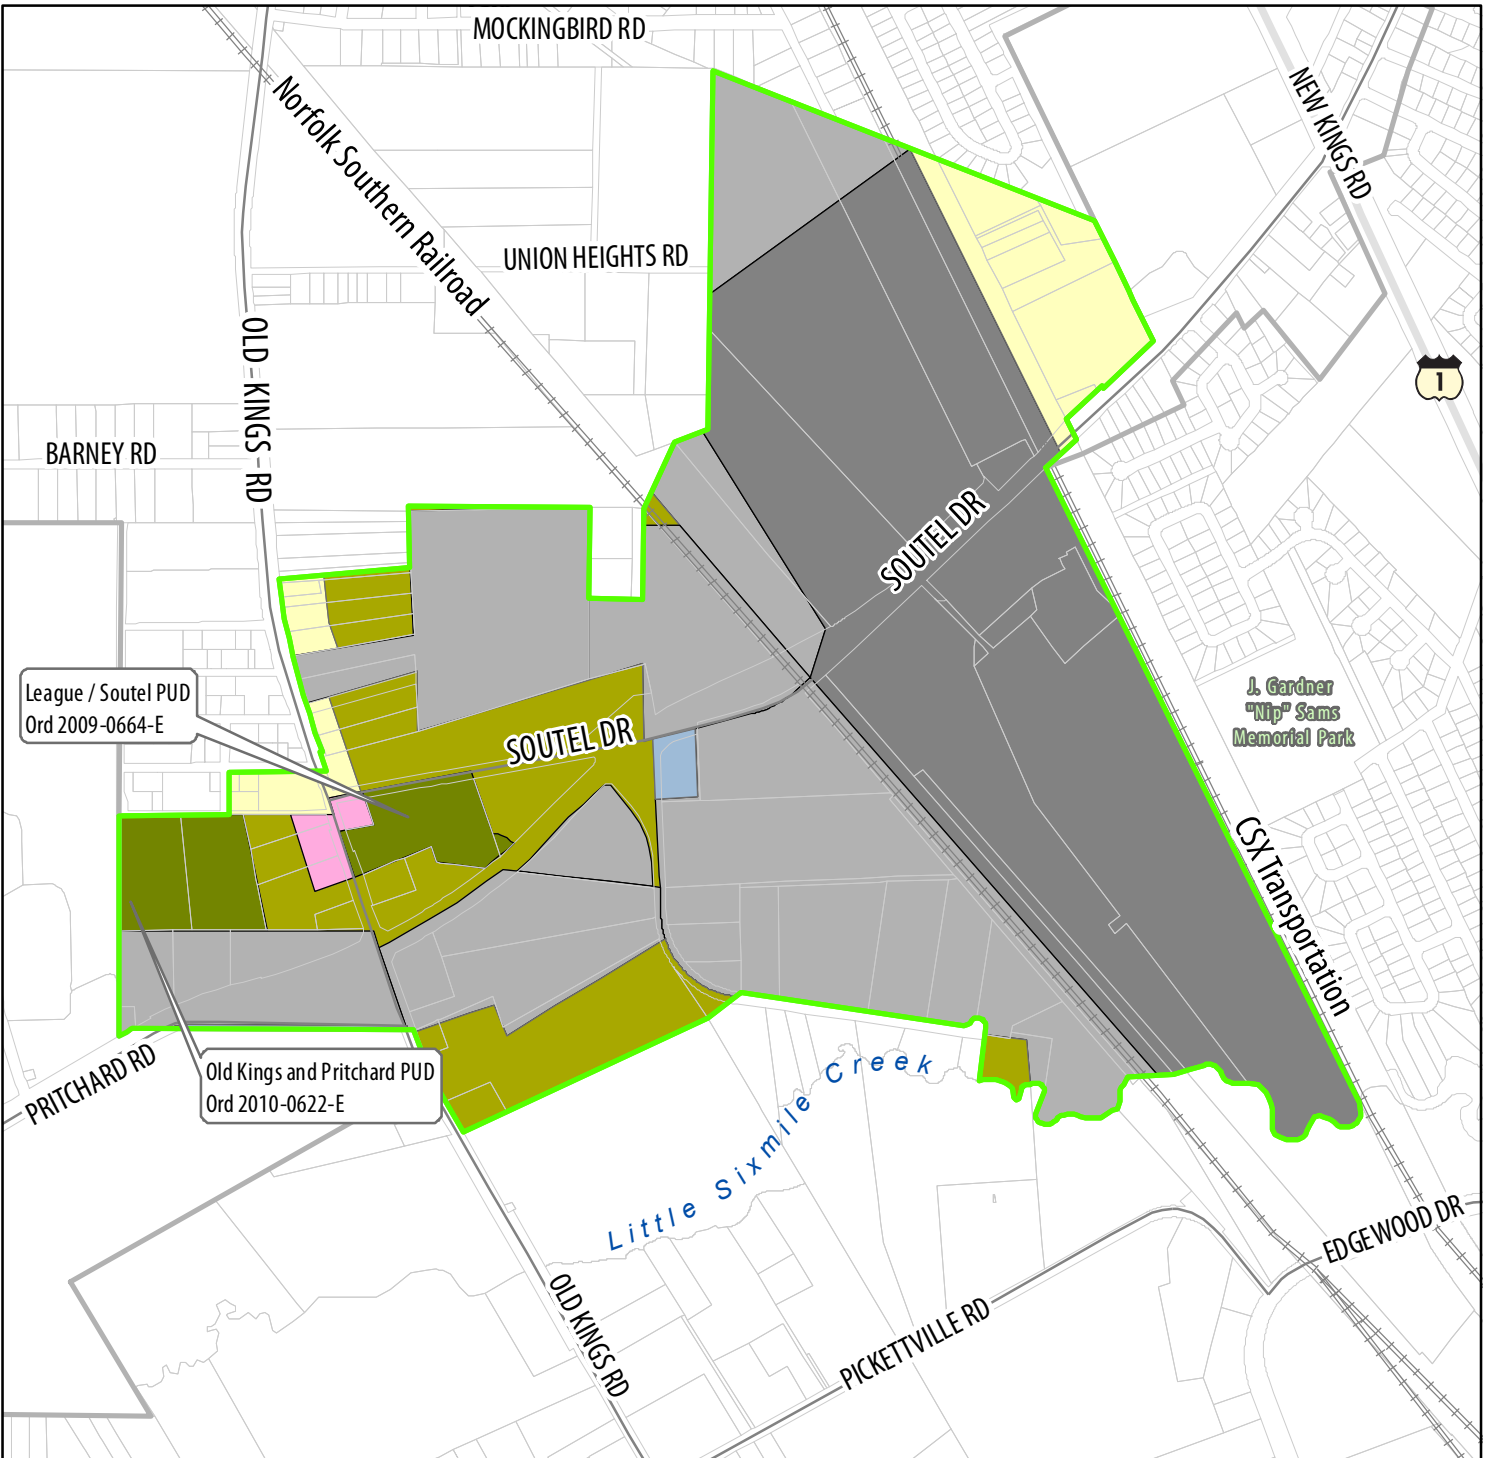 MOCKINGBIRD RD
Norfolk Southern Railroad
NEW KINGS RD
UNION HEIGHTS RD
OLD KINGS RD
1
BARNEY RD
SOUTEL DR
League / Soutel PUD
Ord 2009-0664-E
J. Gardner
"Nip" Sams
Memorial Park
SOUTEL DR
CSX Transportation
PRITCHARD RD
Old Kings and Pritchard PUD
Ord 2010-0622-E
Little Sixmile Creek
EDGEWOOD DR
OLD KINGS RD
PICKETTVILLE RD